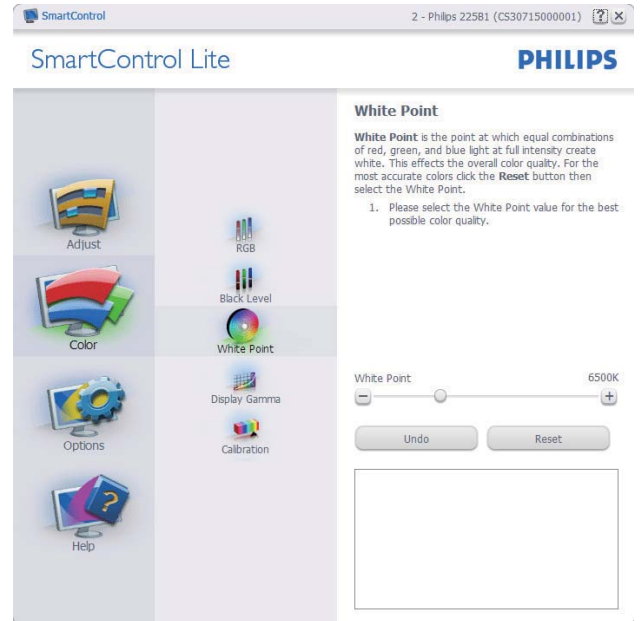 SmartControl
2 - Philips 225B1 (CS30715000001)
?
SmartControl Lite
PHILIPS
Adjust
Color
Options
Help
RGB
Black Level
White Point
Display Gamma
Calibration
White Point
White Point is the point at which equal combinations
of red, green, and blue light at full intensity create
white. This effects the overall color quality. For the
most accurate colors click the Reset button then
select the White Point.
1. Please select the White Point value for the best
possible color quality.
White Point
6500K
Undo
Reset